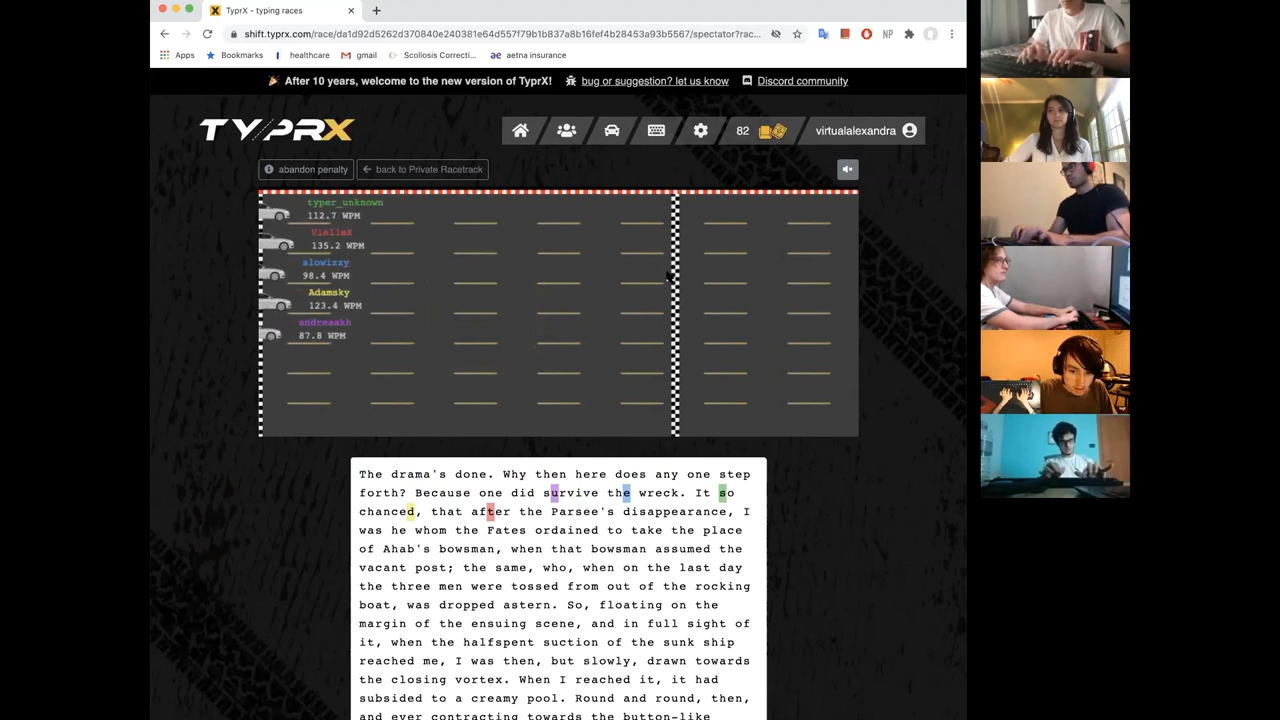 TyprX - typing races
shift.typrx.com/race/da1d92d5262d370840e240381e64d557f79b1b837a8b16fef4b28453a93b5567/spectator?rac...
Apps
Bookmarks
healthcare
gmail
Scoliosis Correcti...
aetna insurance
NP
🎉 After 10 years, welcome to the new version of TyprX! bug or suggestion? let us know Discord community
TYPRX
82
virtualalexandra
abandon penalty
back to Private Racetrack
typer_unknown
112.7 WPM
VielleX
135.2 WPM
slowizzy
98.4 WPM
Adamsky
123.4 WPM
andreaakh
87.8 WPM
The drama's done. Why then here does any one step
forth? Because one did survive the wreck. It so
chanced, that after the Parsee's disappearance, I
was he whom the Fates ordained to take the place
of Ahab's bowsman, when that bowsman assumed the
vacant post; the same, who, when on the last day
the three men were tossed from out of the rocking
boat, was dropped astern. So, floating on the
margin of the ensuing scene, and in full sight of
it, when the halfspent suction of the sunk ship
reached me, I was then, but slowly, drawn towards
the closing vortex. When I reached it, it had
subsided to a creamy pool. Round and round, then,
and ever contracting towards the button-like